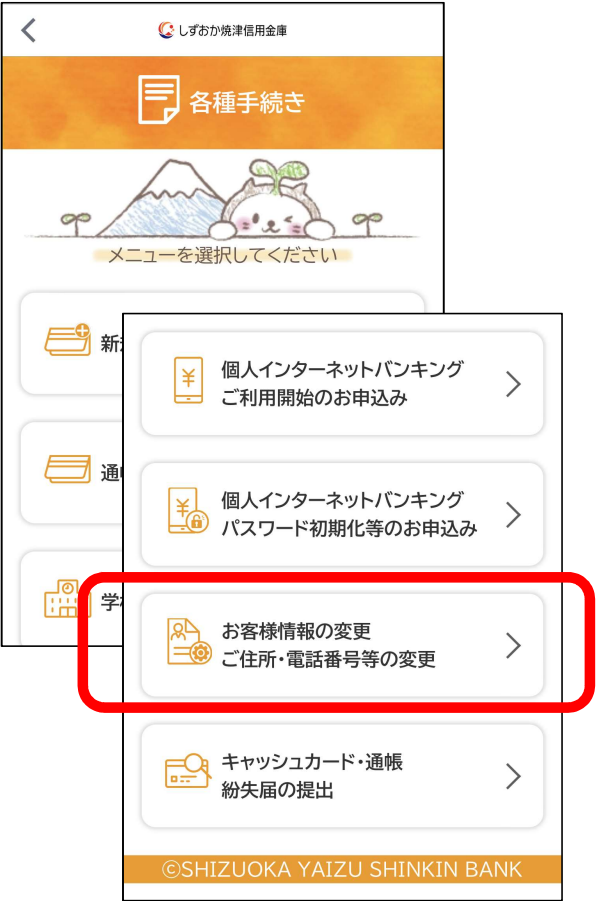 しずおか焼津信用金庫
各種手続き
メニューを選択してください
新
通
学
個人インターネットバンキング
ご利用開始のお申込み
個人インターネットバンキング
パスワード初期化等のお申込み
お客様情報の変更
ご住所・電話番号等の変更
キャッシュカード・通帳
紛失届の提出
©SHIZUOKA YAIZU SHINKIN BANK